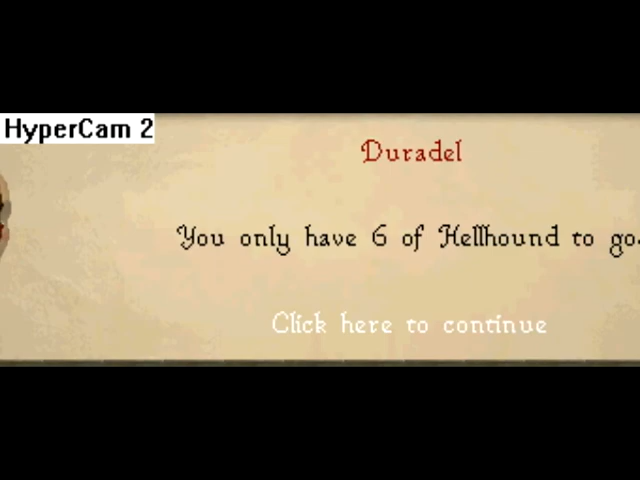 HyperCam 2
Duradel
You only have 6 of Hellhound to go.
Click here to continue